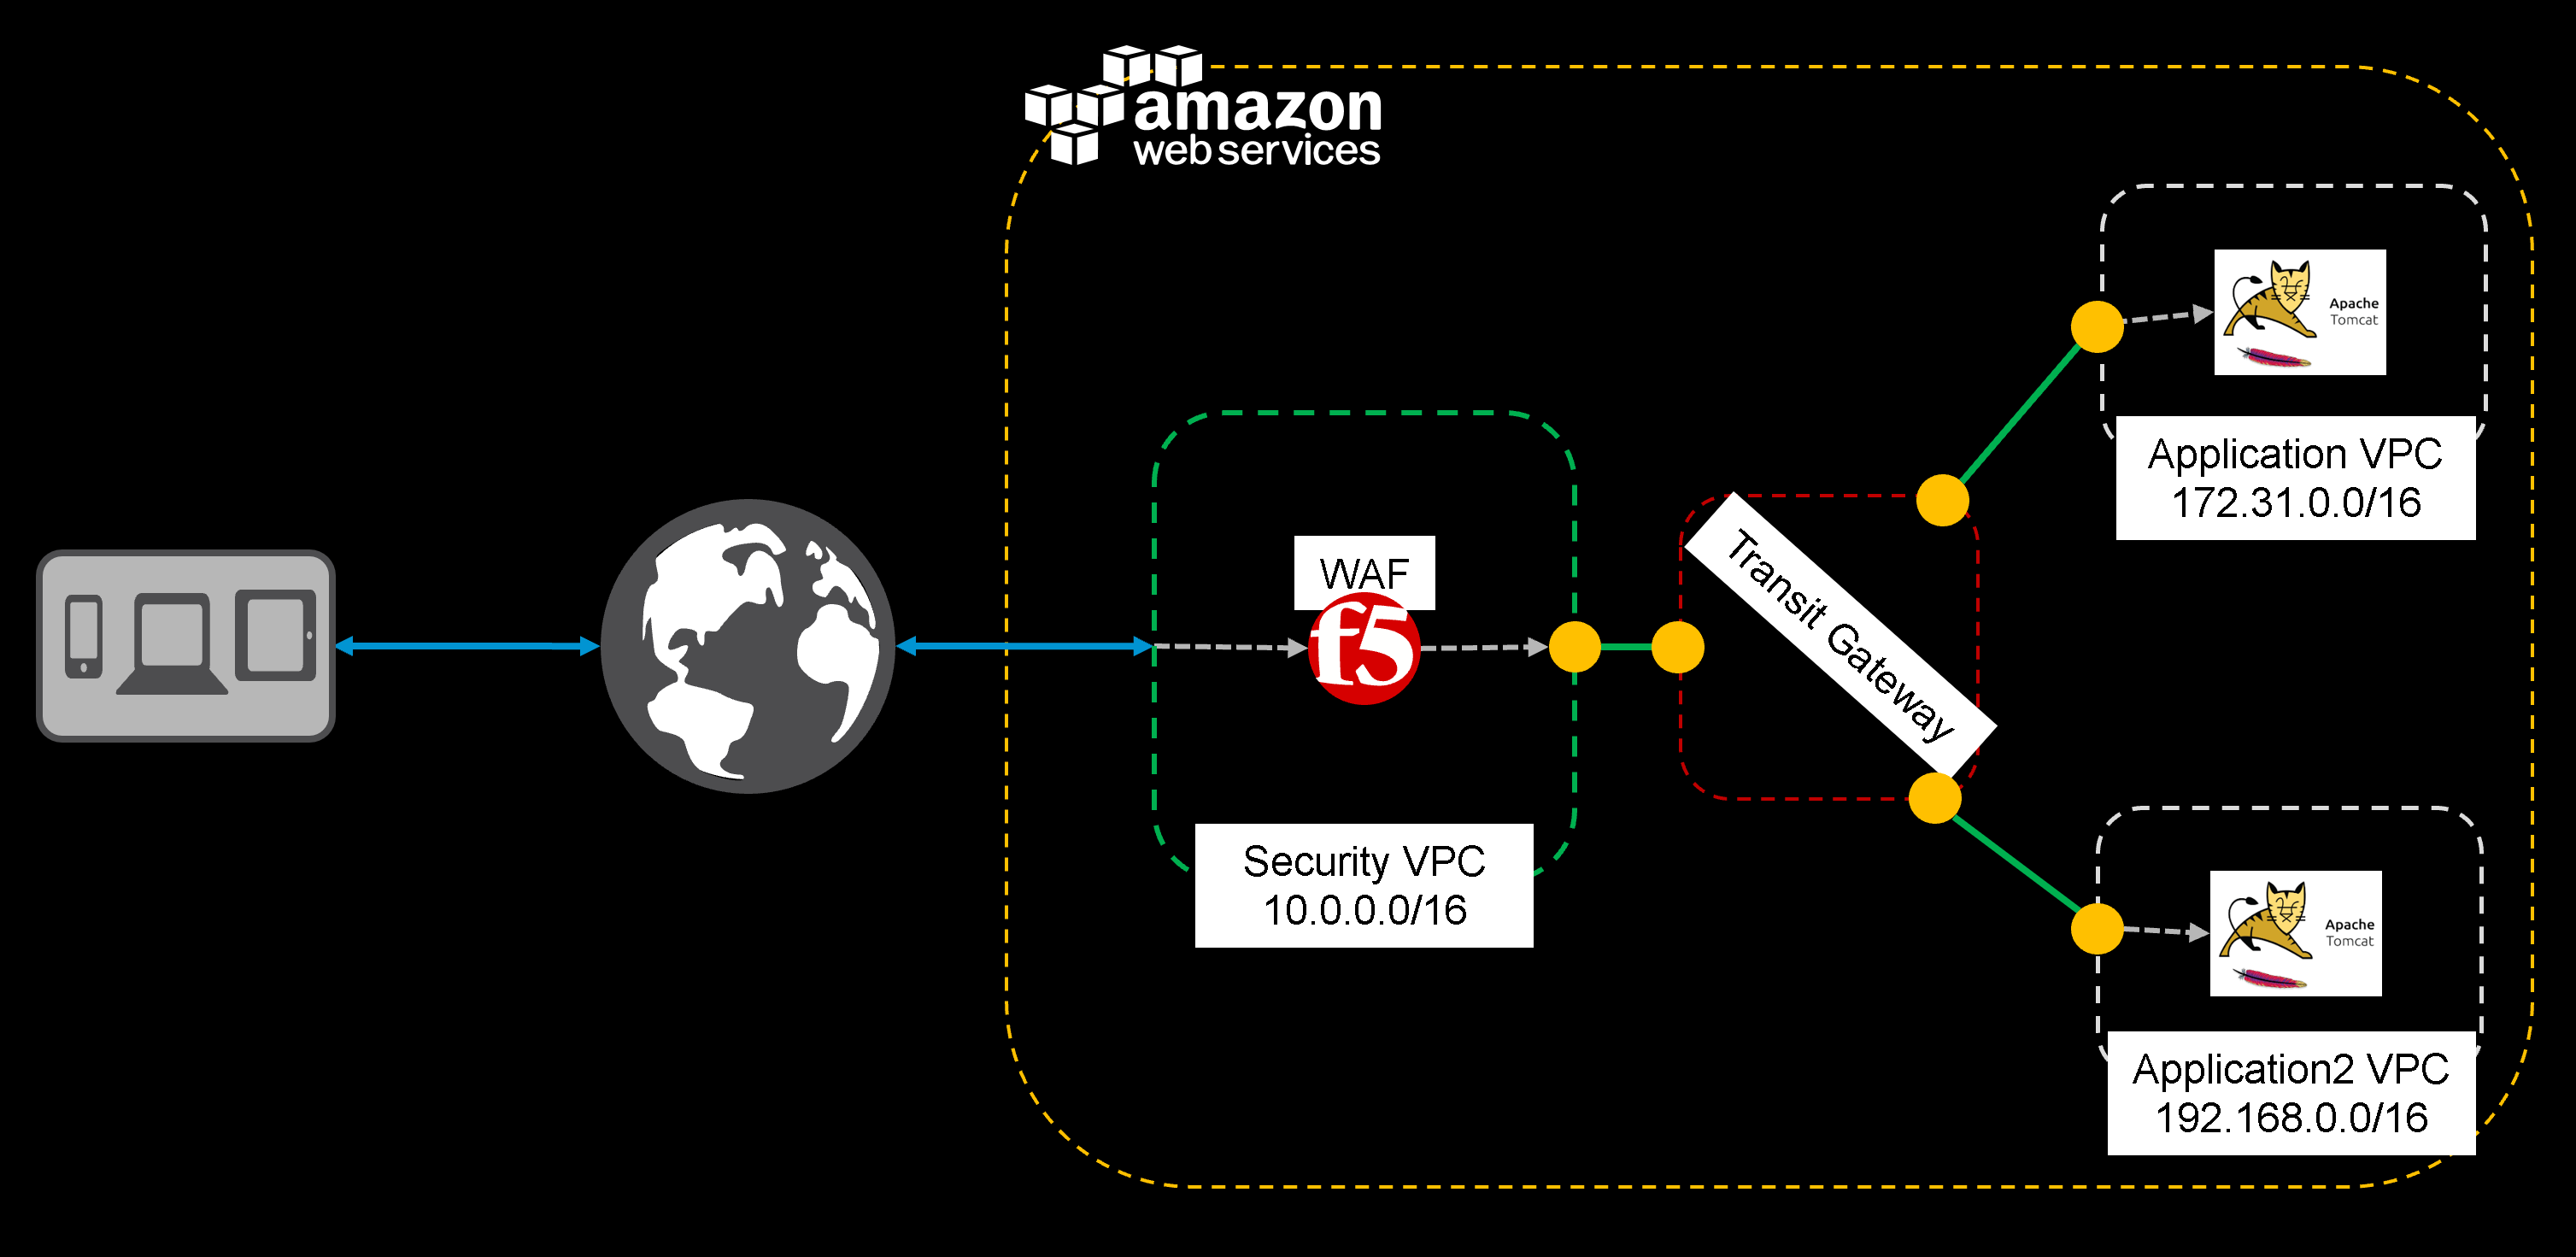 amazon
web services
Apache
Tomcat
Application VPC
172.31.0.0/16
WAF
f5
Transit Gateway
Security VPC
10.0.0.0/16
Apache
Tomcat
Application2 VPC
192.168.0.0/16